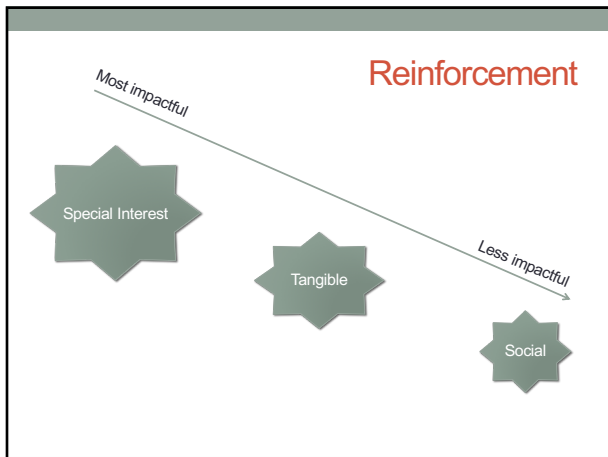 Reinforcement
Most impactful
Special Interest
Less impactful
Tangible
Social